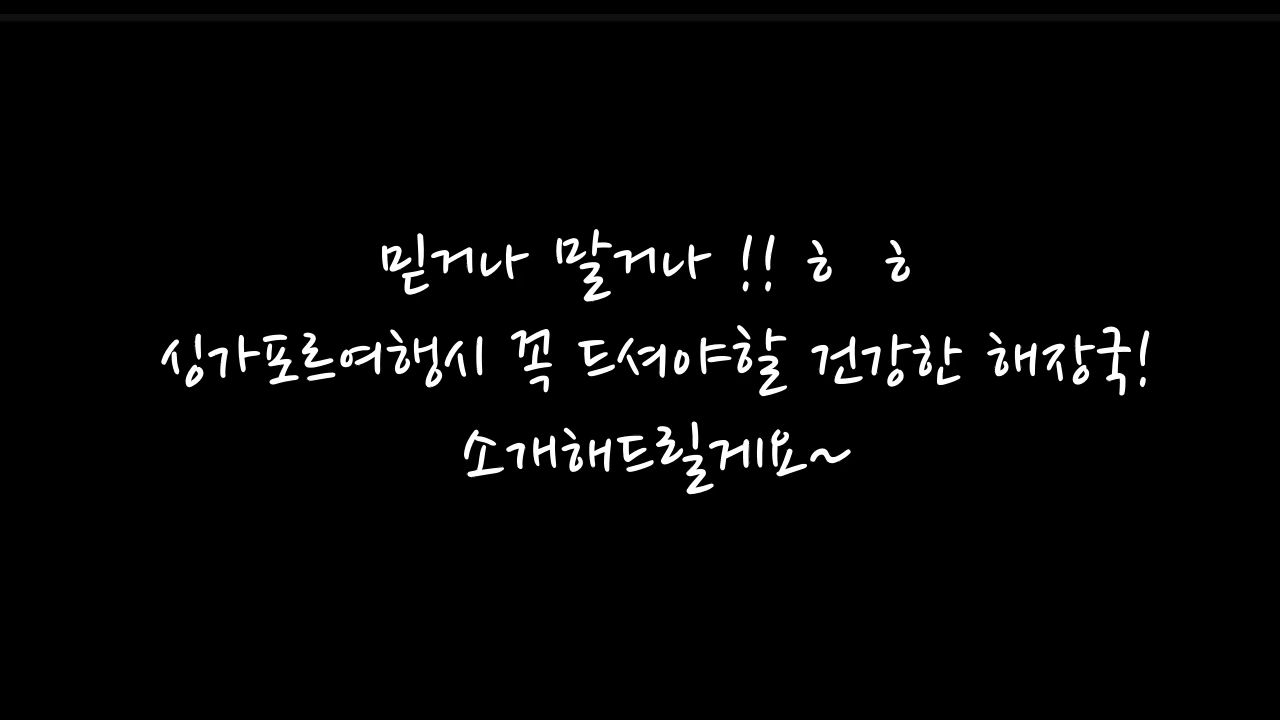 믿거나 말거나 !! ㅎ ㅎ
싱가포르여행시 꼭 드셔야할 건강한 해장국!
소개해드릴게요~